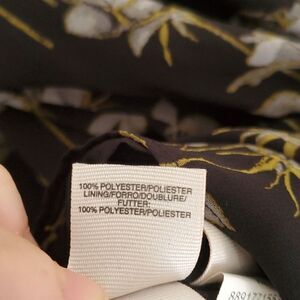 100% POLYESTER/POLIESTER
LINING/FORRO/DOUBLURE/
FUTTER:
100% POLYESTER/POLIESTER